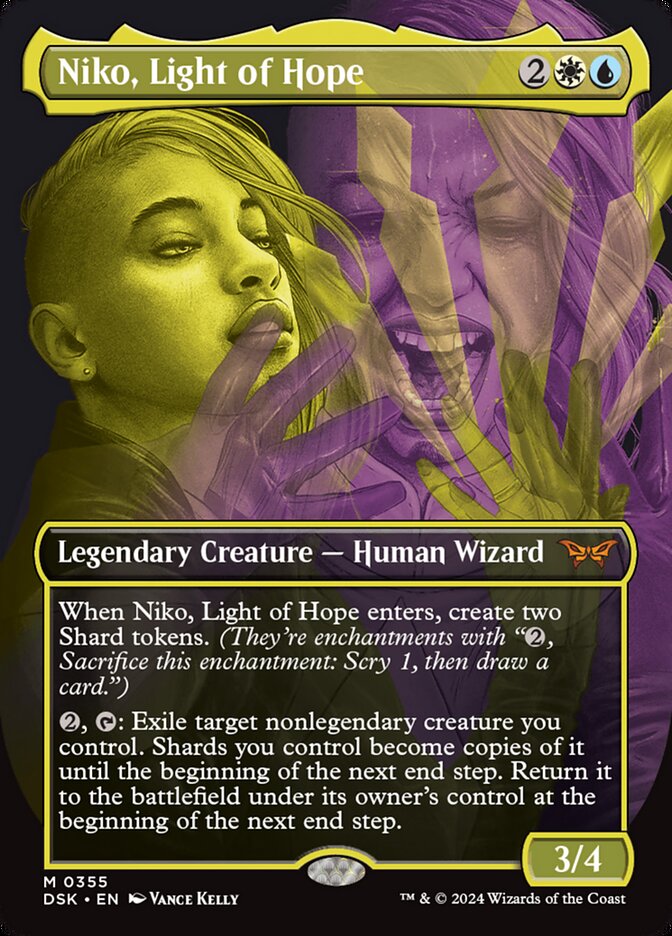 Niko, Light of Hope 2
Legendary Creature — Human Wizard
When Niko, Light of Hope enters, create two
Shard tokens. (They're enchantments with “2,
Sacrifice this enchantment: Scry 1, then draw a
card.”)
2, : Exile target nonlegendary creature you
control. Shards you control become copies of it
until the beginning of the next end step. Return it
to the battlefield under its owner's control at the
beginning of the next end step.
3/4
M 0355
DSK • EN VANCE KELLY
™ & © 2024 Wizards of the Coast